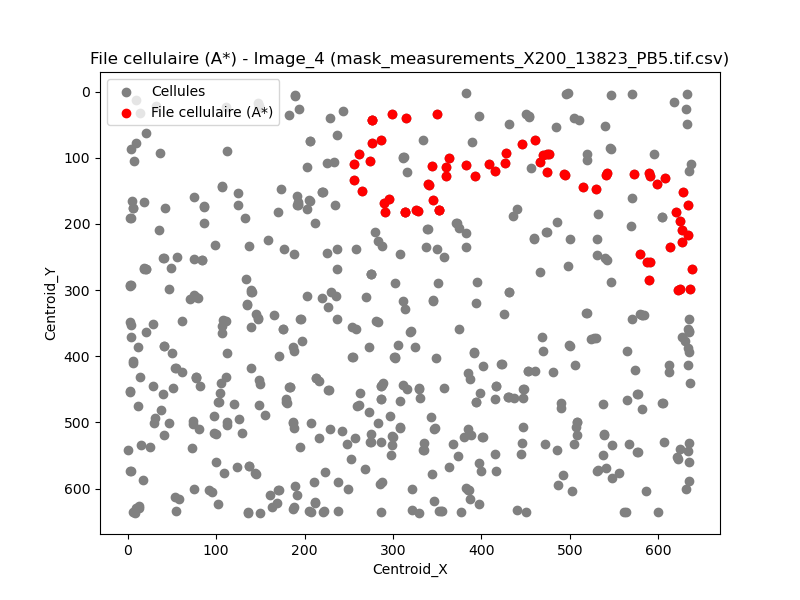 File cellulaire (A*) - Image_4 (mask_measurements_X200_13823_PB5.tif.csv)
Cellules
File cellulaire (A*)
0
100
200
300
400
500
600
Centroid_Y
0 100 200 300 400 500 600
Centroid_X